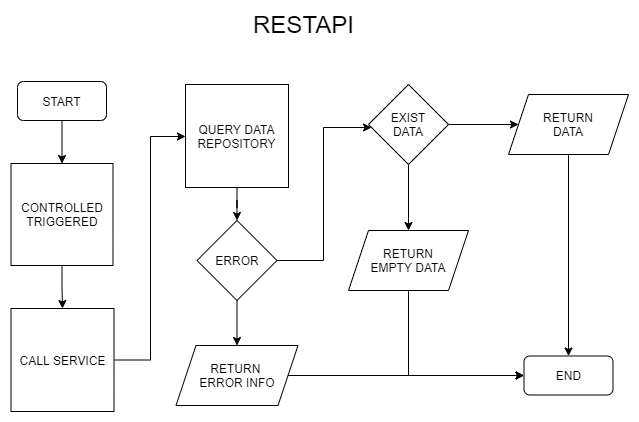 RESTAPI
START
CONTROLLED
TRIGGERED
CALL SERVICE
QUERY DATA
REPOSITORY
ERROR
RETURN
ERROR INFO
EXIST
DATA
RETURN
EMPTY DATA
RETURN
DATA
END